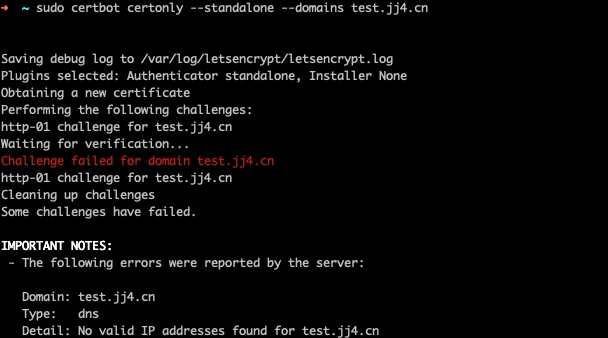 ➜  ~ sudo certbot certonly --standalone --domains test.jj4.cn
Saving debug log to /var/log/letsencrypt/letsencrypt.log
Plugins selected: Authenticator standalone, Installer None
Obtaining a new certificate
Performing the following challenges:
http-01 challenge for test.jj4.cn
Waiting for verification...
Challenge failed for domain test.jj4.cn
http-01 challenge for test.jj4.cn
Cleaning up challenges
Some challenges have failed.
IMPORTANT NOTES:
- The following errors were reported by the server:
Domain: test.jj4.cn
Type:   dns
Detail: No valid IP addresses found for test.jj4.cn